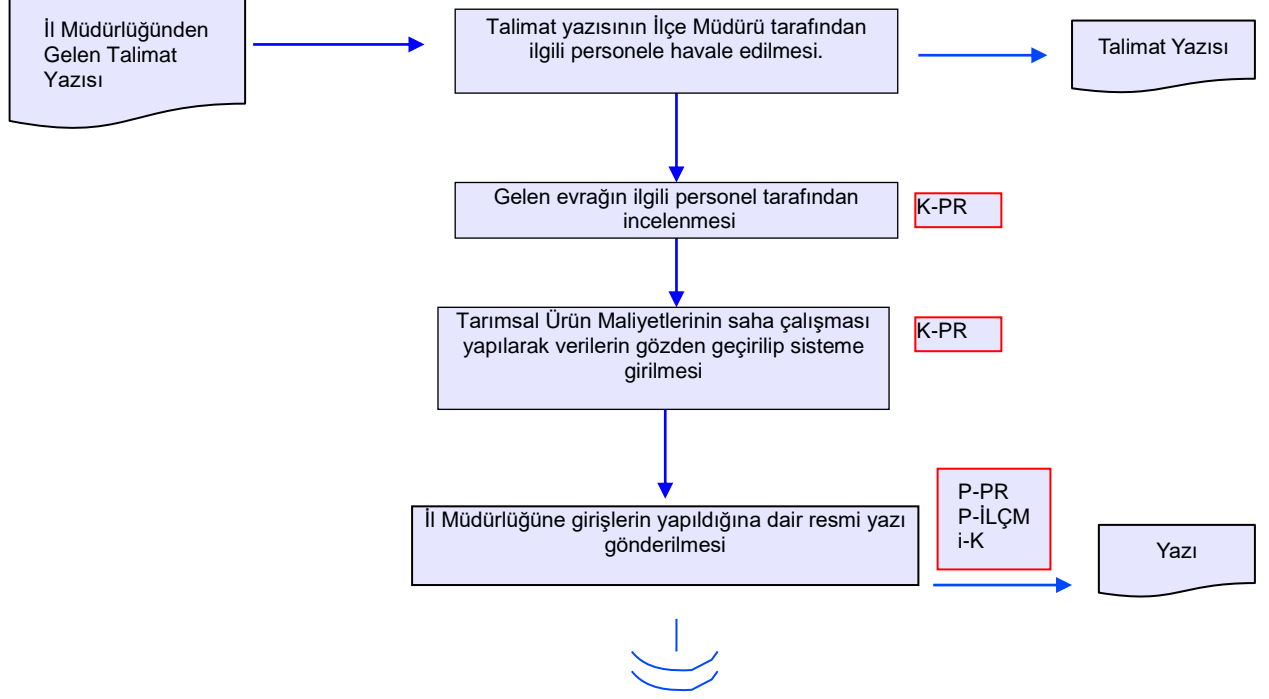 İl Müdürlüğünden
Gelen Talimat
Yazısı
Talimat yazısının İlçe Müdürü tarafından
ilgili personele havale edilmesi.
Talimat Yazısı
Gelen evrağın ilgili personel tarafından
incelenmesi
K-PR
Tarımsal Ürün Maliyetlerinin saha çalışması
yapılarak verilerin gözden geçirilip sisteme
girilmesi
K-PR
İl Müdürlüğüne girişlerin yapıldığına dair resmi yazı
gönderilmesi
P-PR
P-İLÇM
i-K
Yazı